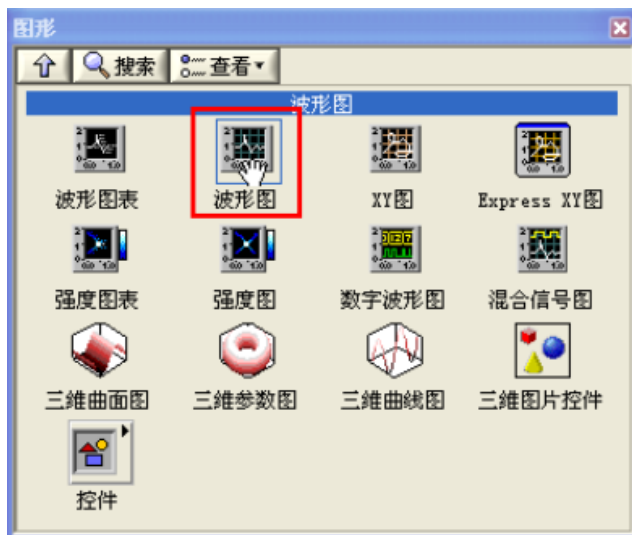 图形
搜索 查看
波形图
波形图表 波形图 XY图 Express XY图
强度图表 强度图 数字波形图 混合信号图
三维曲面图 三维参数图 三维曲线图 三维图片控件
控件